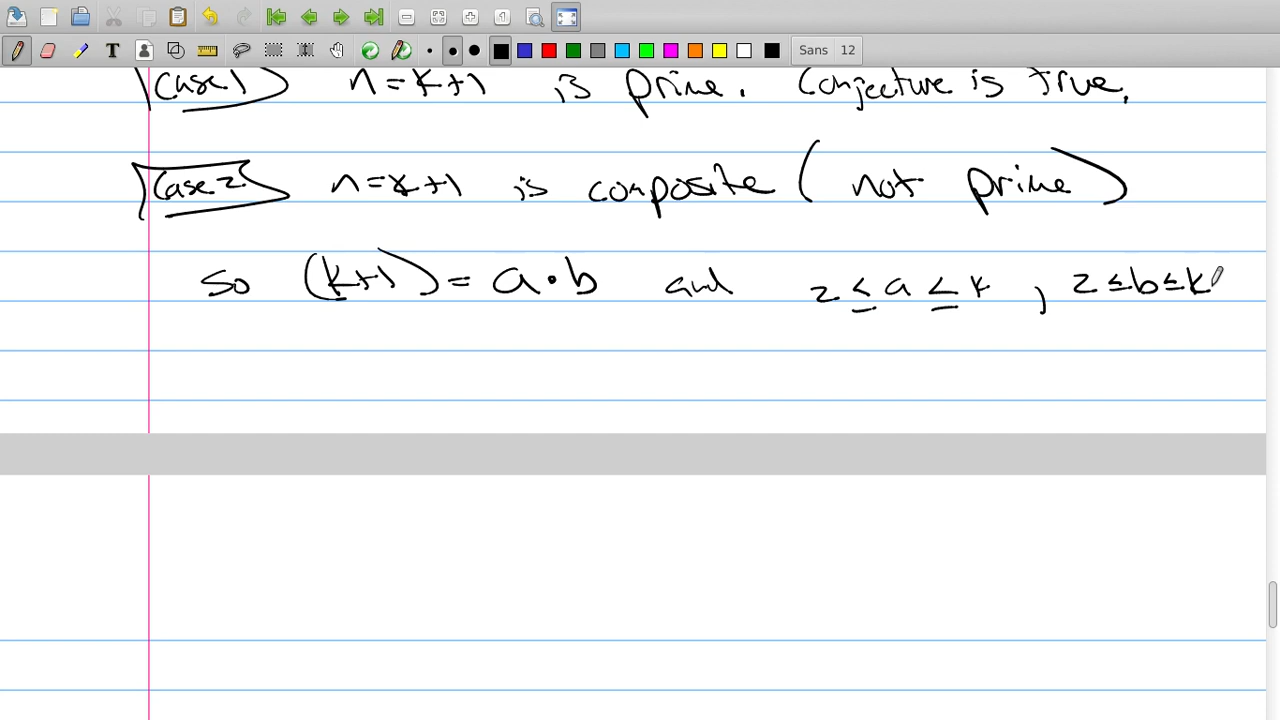 Sans 12
Case 1 n=k+1 is prime. Conjecture is true.
Case 2 n=k+1 is composite (not prime)
so (k+1) = a·b and 2≤a≤k, 2≤b≤k